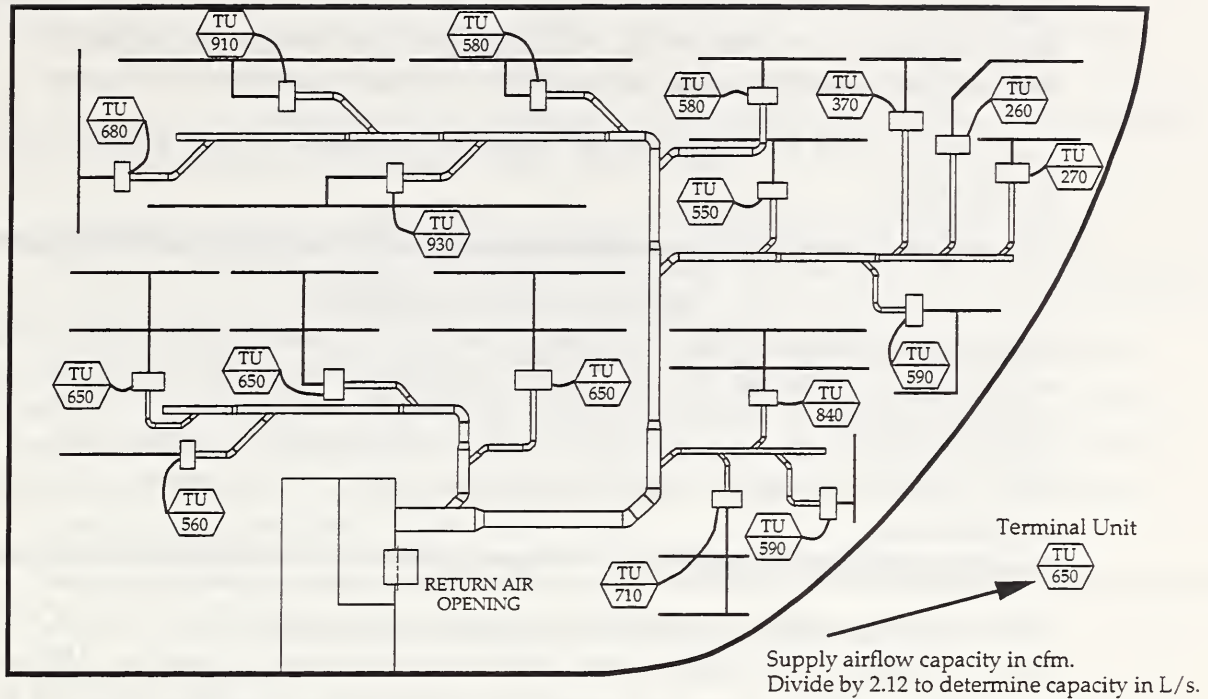 TU
910
TU
580
TU
680
TU
580
TU
370
TU
260
TU
270
TU
550
TU
930
TU
590
TU
650
TU
650
TU
650
TU
840
TU
560
TU
710
TU
590
RETURN AIR
OPENING
Terminal Unit
TU
650
Supply airflow capacity in cfm.
Divide by 2.12 to determine capacity in L/s.